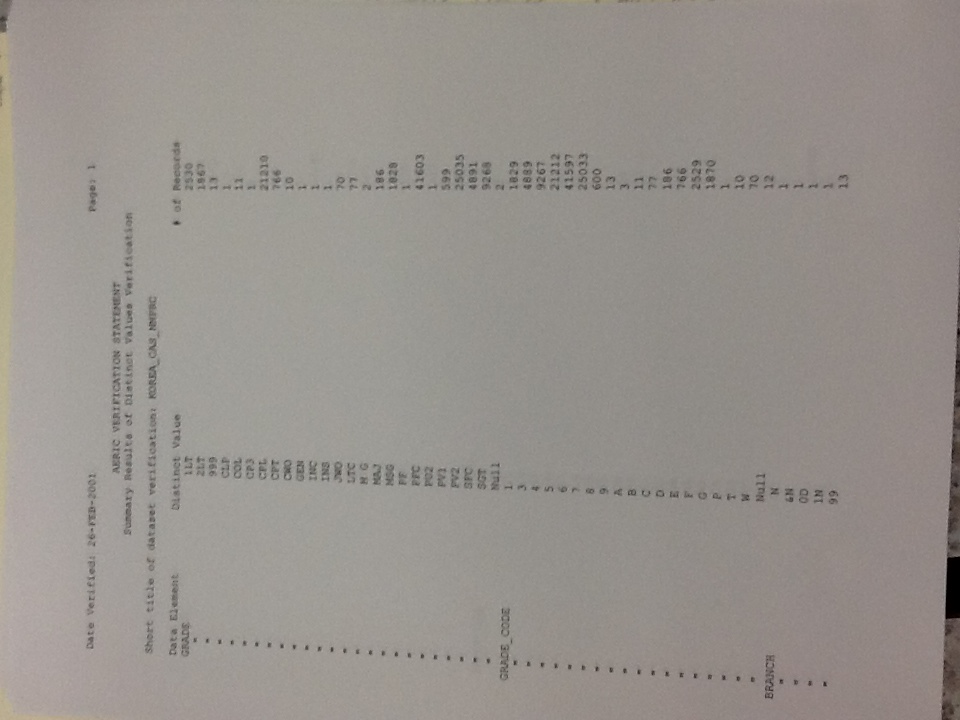 Date Verified: 26-FEB-2001 Page: 1
AERIC VERIFICATION STATEMENT
Summary Results of Distinct Values Verification
Short title of dataset verification: KOREA_CAS_NMPRC
Data Element Distinct Value # of Records
GRADE 1LT 2530
" 2LT 1867
" 999 13
" CLP 1
" COL 11
" CP3 1
" CPL 21210
" CPT 766
" CWO 10
" GEN 1
" INC 1
" INS 1
" JWO 70
" LTC 77
" M G 2
" MAJ 186
" MSG 1828
" PF 1
" PFC 41603
" PU2 1
" PV1 599
" PV2 25035
" SFC 4891
" SGT 9268
" Null 2
GRADE_CODE 1 1829
" 3 4889
" 4 9267
" 5 21212
" 6 41597
" 7 25033
" 8 600
" 9 13
" A 3
" B 11
" C 77
" D 186
" E 766
" F 2529
" G 1870
" P 1
" T 10
" W 70
" Null 12
BRANCH N 1
" &N 1
" 0D 1
" 1N 1
" 99 13